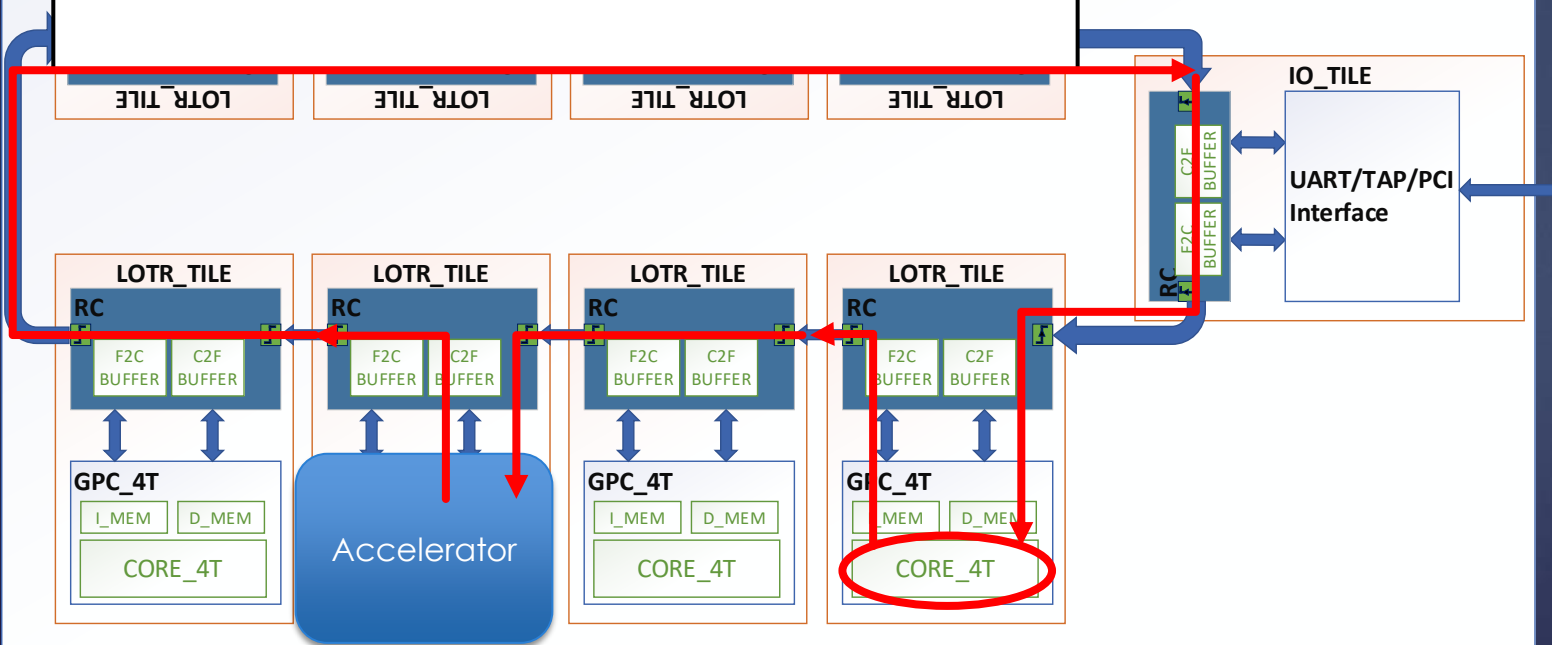 LOTR_TILE
LOTR_TILE
LOTR_TILE
LOTR_TILE
IO_TILE
C2F
BUFFER
F2C
BUFFER
RC
UART/TAP/PCI
Interface
LOTR_TILE
RC
F2C
BUFFER
C2F
BUFFER
GPC_4T
I_MEM
D_MEM
CORE_4T
LOTR_TILE
RC
F2C
BUFFER
C2F
BUFFER
Accelerator
LOTR_TILE
RC
F2C
BUFFER
C2F
BUFFER
GPC_4T
I_MEM
D_MEM
CORE_4T
LOTR_TILE
RC
F2C
BUFFER
C2F
BUFFER
GPC_4T
I_MEM
D_MEM
CORE_4T